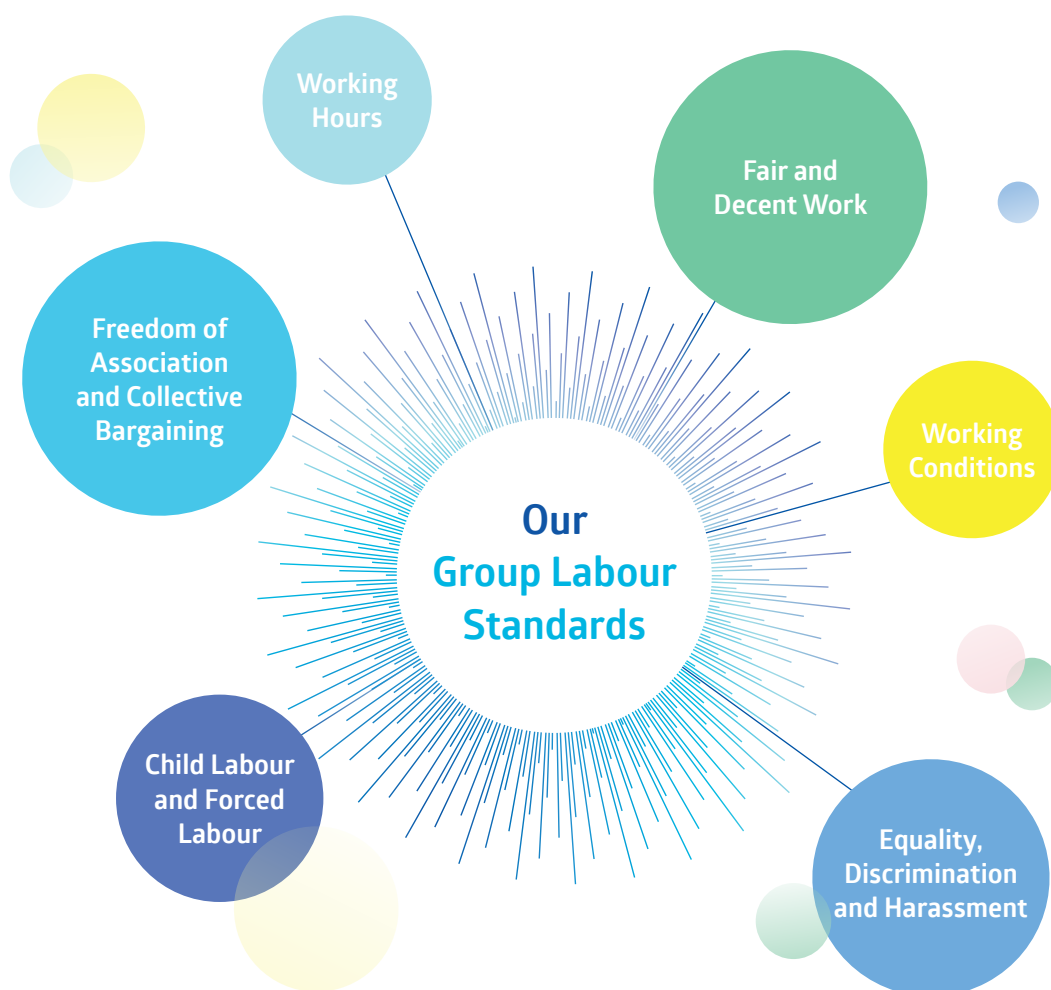 Working
Hours
Fair and
Decent Work
Freedom of
Association
and Collective
Bargaining
Working
Conditions
Our
Group Labour
Standards
Child Labour
and Forced
Labour
Equality,
Discrimination
and Harassment